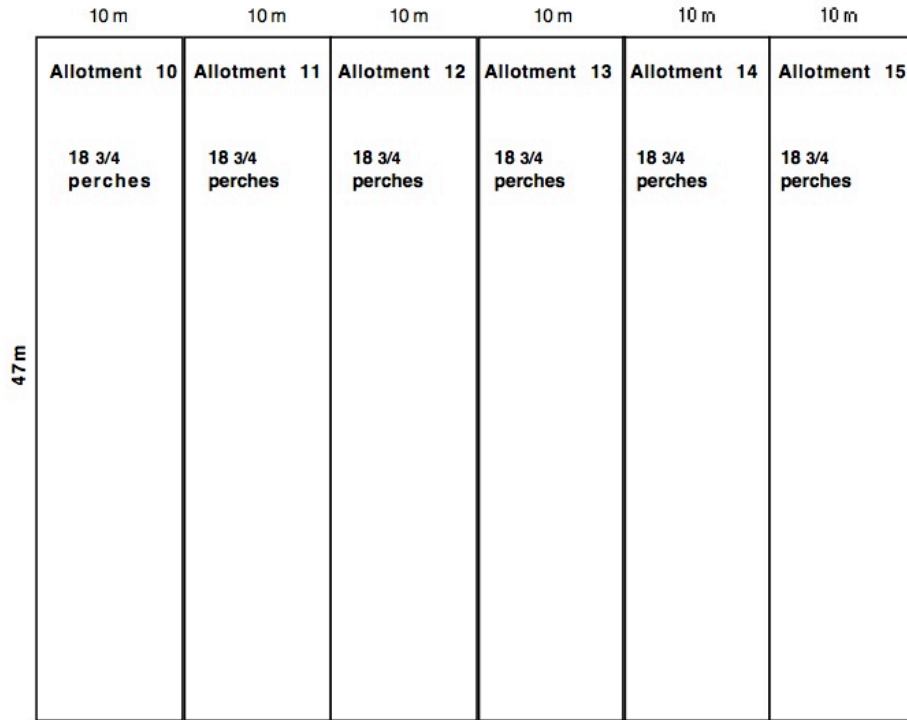 10 m 10 m 10 m 10 m 10 m 10 m
Allotment 10 Allotment 11 Allotment 12 Allotment 13 Allotment 14 Allotment 15
18 3/4 18 3/4 18 3/4 18 3/4 18 3/4 18 3/4
perches perches perches perches perches perches
47m